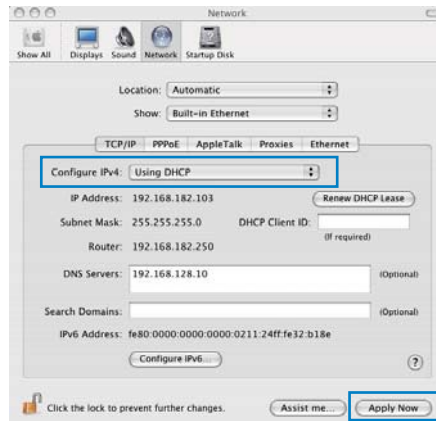 Network
Show All Displays Sound Network Startup Disk
Location: Automatic
Show: Built-in Ethernet
TCP/IP PPPoE AppleTalk Proxies Ethernet
Configure IPv4: Using DHCP
IP Address: 192.168.182.103 Renew DHCP Lease
Subnet Mask: 255.255.255.0 DHCP Client ID:
(If required)
Router: 192.168.182.250
DNS Servers: 192.168.128.10 (Optional)
Search Domains: (Optional)
IPv6 Address: fe80:0000:0000:0000:0211:24ff:fe32:b18e
Configure IPv6... ?
Click the lock to prevent further changes. Assist me... Apply Now